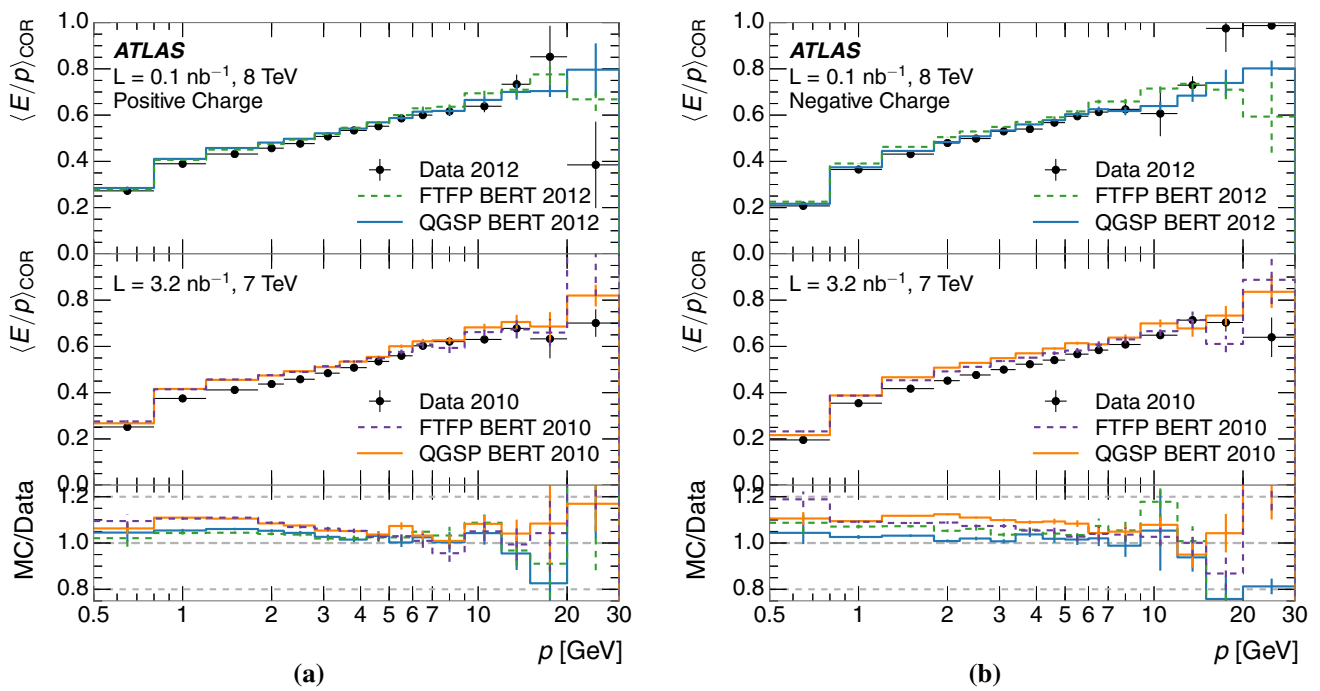 ⟨E/p⟩COR
1.0
0.8
0.6
0.4
0.2
0.0
ATLAS
L = 0.1 nb⁻¹, 8 TeV
Positive Charge
Data 2012
FTFP BERT 2012
QGSP BERT 2012
⟨E/p⟩COR
0.8
0.6
0.4
0.2
0.0
L = 3.2 nb⁻¹, 7 TeV
Data 2010
FTFP BERT 2010
QGSP BERT 2010
MC/Data
1.2
1.0
0.8
0.5 1 2 3 4 5 6 7 10 20 30
p [GeV]
(a)
⟨E/p⟩COR
1.0
0.8
0.6
0.4
0.2
0.0
ATLAS
L = 0.1 nb⁻¹, 8 TeV
Negative Charge
Data 2012
FTFP BERT 2012
QGSP BERT 2012
⟨E/p⟩COR
0.8
0.6
0.4
0.2
0.0
L = 3.2 nb⁻¹, 7 TeV
Data 2010
FTFP BERT 2010
QGSP BERT 2010
MC/Data
1.2
1.0
0.8
0.5 1 2 3 4 5 6 7 10 20 30
p [GeV]
(b)